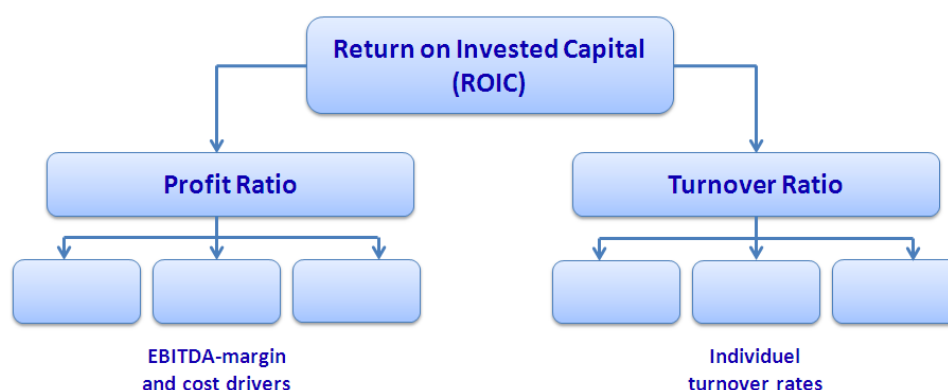 Return on Invested Capital
(ROIC)
Profit Ratio
Turnover Ratio
EBITDA-margin
and cost drivers
Individuel
turnover rates